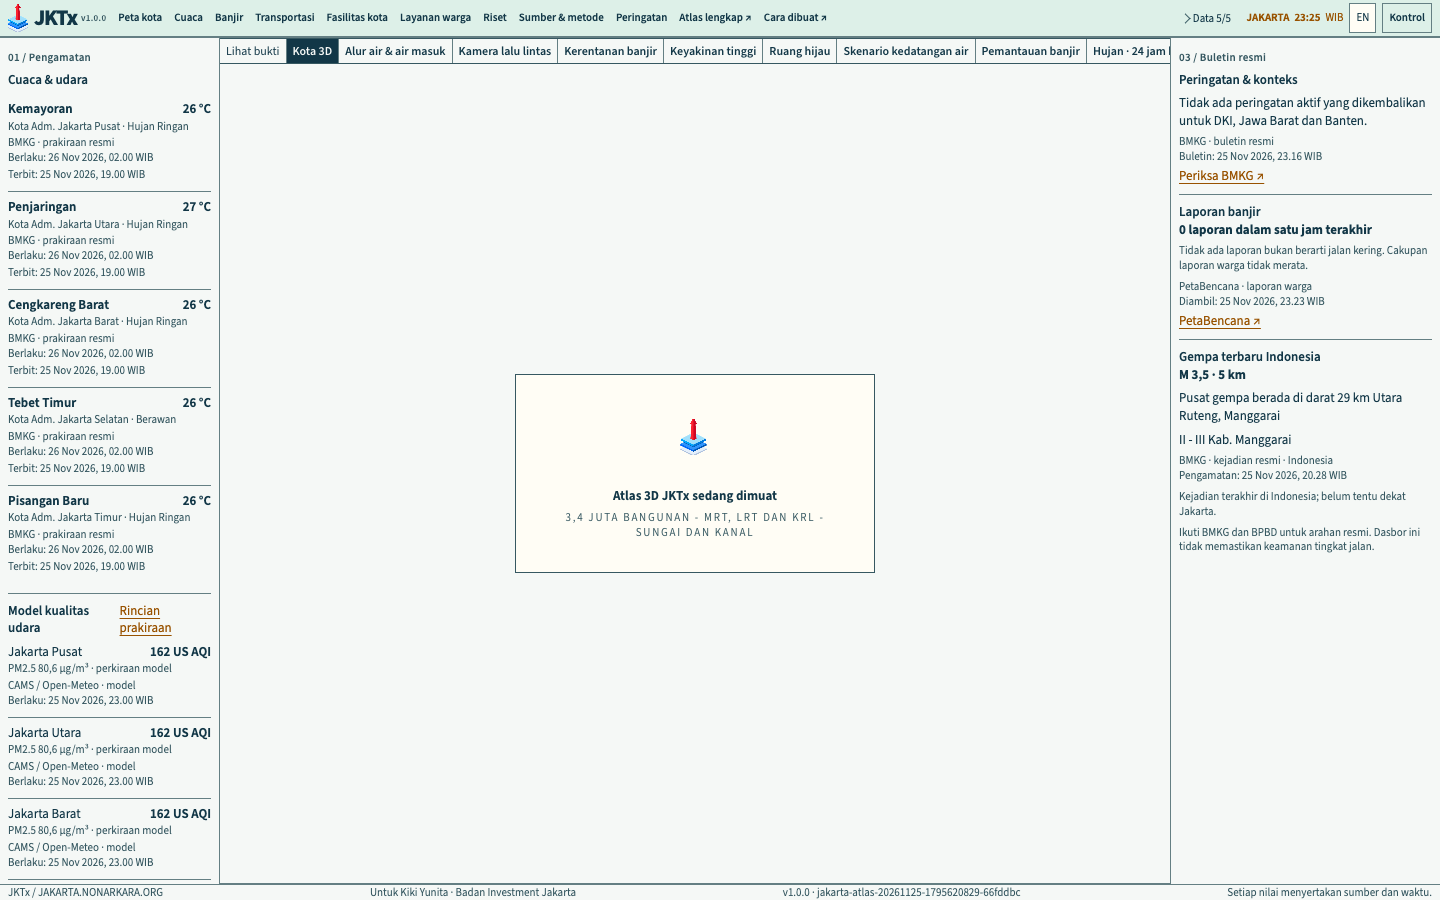 JKTx v1.0.0 Peta kota Cuaca Banjir Transportasi Fasilitas kota Layanan warga Riset Sumber & metode Peringatan Atlas lengkap ↗ Cara dibuat ↗ Data 5/5 JAKARTA 23:25 WIB EN Kontrol
01 / Pengamatan
Cuaca & udara
Kemayoran 26 °C
Kota Adm. Jakarta Pusat · Hujan Ringan
BMKG · prakiraan resmi
Berlaku: 26 Nov 2026, 02.00 WIB
Terbit: 25 Nov 2026, 19.00 WIB
Penjaringan 27 °C
Kota Adm. Jakarta Utara · Hujan Ringan
BMKG · prakiraan resmi
Berlaku: 26 Nov 2026, 02.00 WIB
Terbit: 25 Nov 2026, 19.00 WIB
Cengkareng Barat 26 °C
Kota Adm. Jakarta Barat · Hujan Ringan
BMKG · prakiraan resmi
Berlaku: 26 Nov 2026, 02.00 WIB
Terbit: 25 Nov 2026, 19.00 WIB
Tebet Timur 26 °C
Kota Adm. Jakarta Selatan · Berawan
BMKG · prakiraan resmi
Berlaku: 26 Nov 2026, 02.00 WIB
Terbit: 25 Nov 2026, 19.00 WIB
Pisangan Baru 26 °C
Kota Adm. Jakarta Timur · Hujan Ringan
BMKG · prakiraan resmi
Berlaku: 26 Nov 2026, 02.00 WIB
Terbit: 25 Nov 2026, 19.00 WIB
Model kualitas udara Rincian prakiraan
Jakarta Pusat 162 US AQI
PM2.5 80,6 µg/m³ · perkiraan model
CAMS / Open-Meteo · model
Berlaku: 25 Nov 2026, 23.00 WIB
Jakarta Utara 162 US AQI
PM2.5 80,6 µg/m³ · perkiraan model
CAMS / Open-Meteo · model
Berlaku: 25 Nov 2026, 23.00 WIB
Jakarta Barat 162 US AQI
PM2.5 80,6 µg/m³ · perkiraan model
CAMS / Open-Meteo · model
Berlaku: 25 Nov 2026, 23.00 WIB
Lihat bukti Kota 3D Alur air & air masuk Kamera lalu lintas Kerentanan banjir Keyakinan tinggi Ruang hijau Skenario kedatangan air Pemantauan banjir Hujan · 24 jam
Atlas 3D JKTx sedang dimuat
3,4 JUTA BANGUNAN - MRT, LRT DAN KRL -
SUNGAI DAN KANAL
03 / Buletin resmi
Peringatan & konteks
Tidak ada peringatan aktif yang dikembalikan
untuk DKI, Jawa Barat dan Banten.
BMKG · buletin resmi
Buletin: 25 Nov 2026, 23.16 WIB
Periksa BMKG ↗
Laporan banjir
0 laporan dalam satu jam terakhir
Tidak ada laporan bukan berarti jalan kering. Cakupan
laporan warga tidak merata.
PetaBencana · laporan warga
Diambil: 25 Nov 2026, 23.23 WIB
PetaBencana ↗
Gempa terbaru Indonesia
M 3,5 · 5 km
Pusat gempa berada di darat 29 km Utara
Ruteng, Manggarai
II - III Kab. Manggarai
BMKG · kejadian resmi · Indonesia
Pengamatan: 25 Nov 2026, 20.28 WIB
Kejadian terakhir di Indonesia; belum tentu dekat
Jakarta.
Ikuti BMKG dan BPBD untuk arahan resmi. Dasbor ini
tidak memastikan keamanan tingkat jalan.
JKTx / JAKARTA.NONARKARA.ORG Untuk Kiki Yunita · Badan Investment Jakarta v1.0.0 · jakarta-atlas-20261125-1795620829-66fddbc Setiap nilai menyertakan sumber dan waktu.